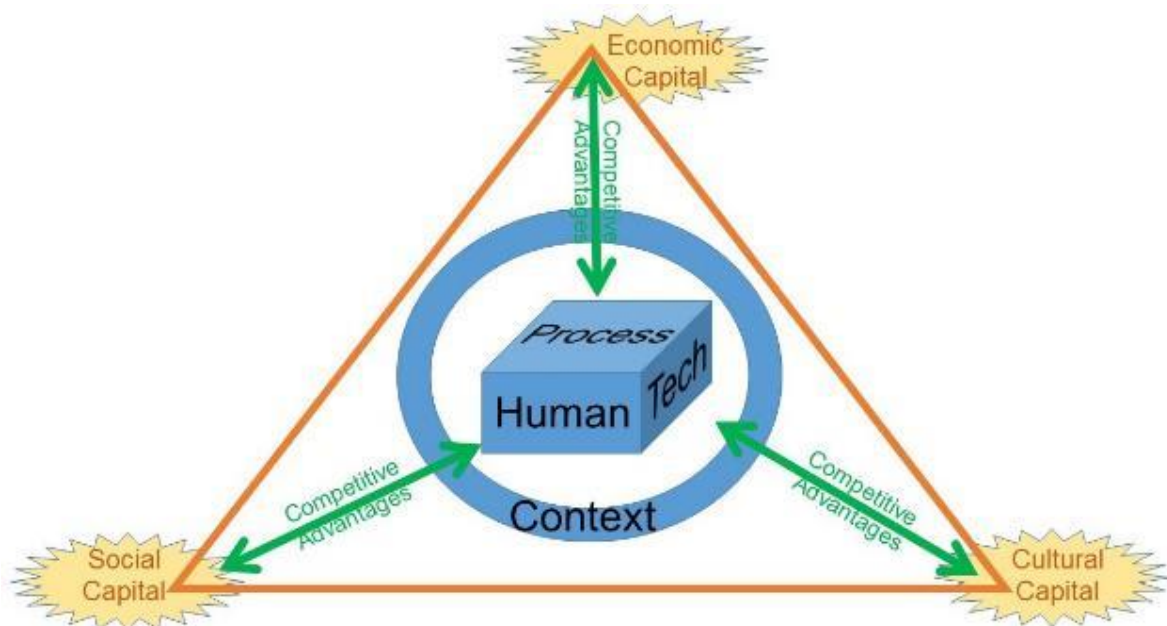 Economic
Capital
Competitive
Advantages
Process
Human
Tech
Context
Competitive
Advantages
Competitive
Advantages
Social
Capital
Cultural
Capital